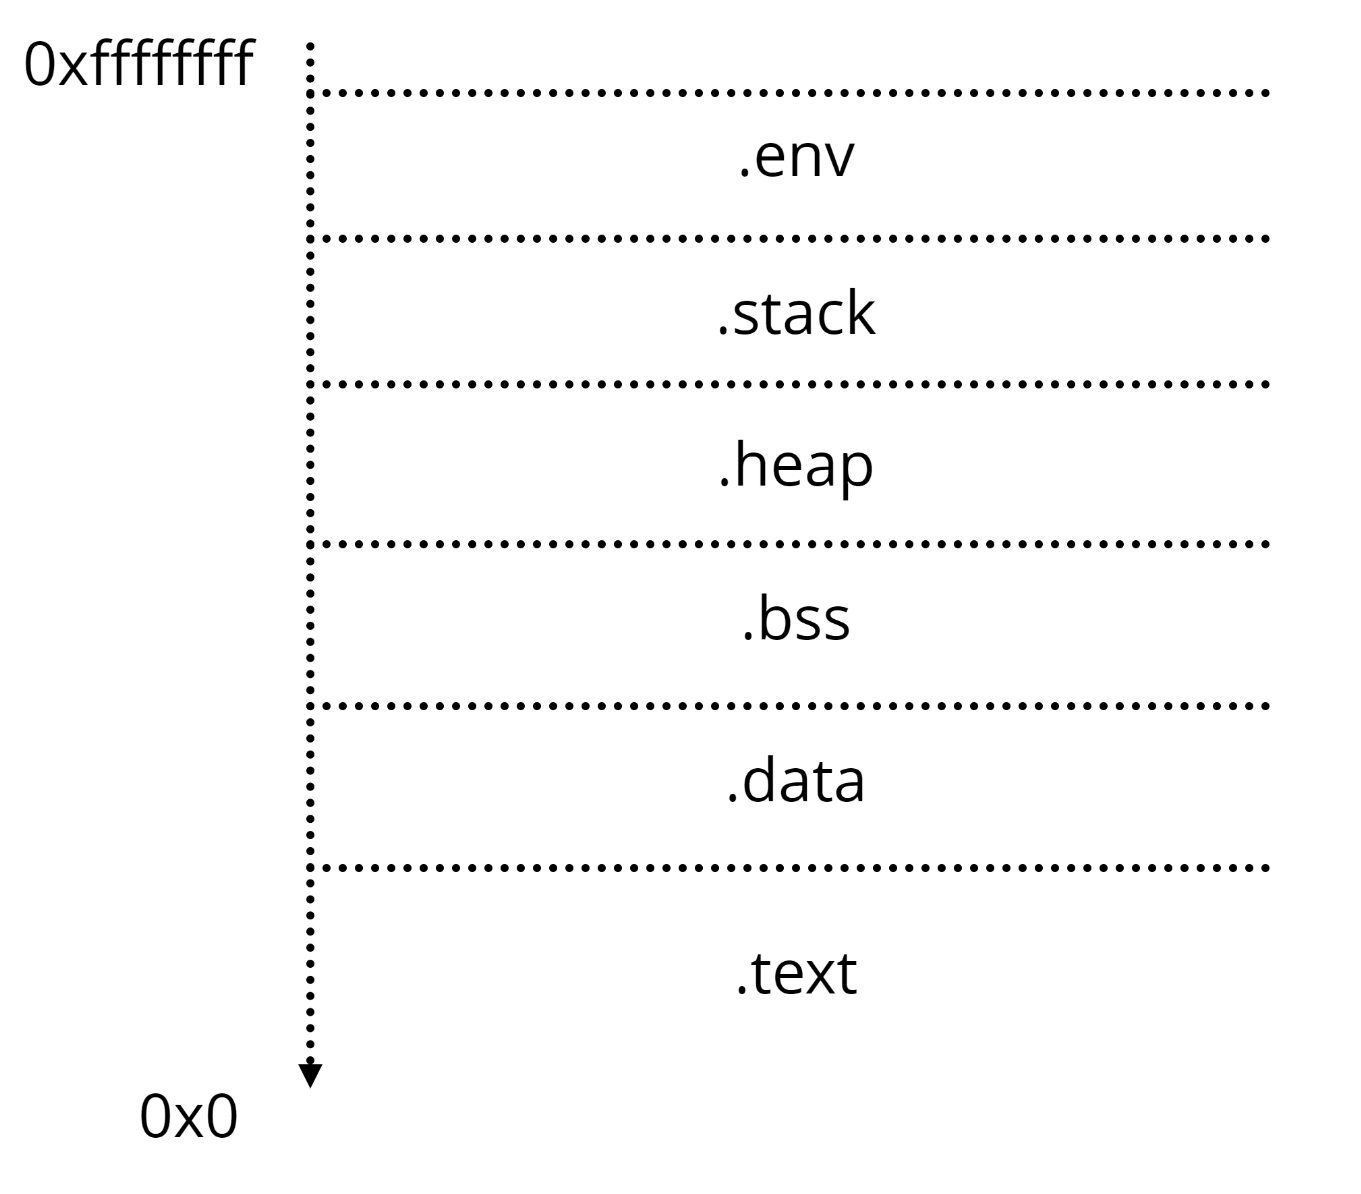 0xffffffff
.env
.stack
.heap
.bss
.data
.text
0x0